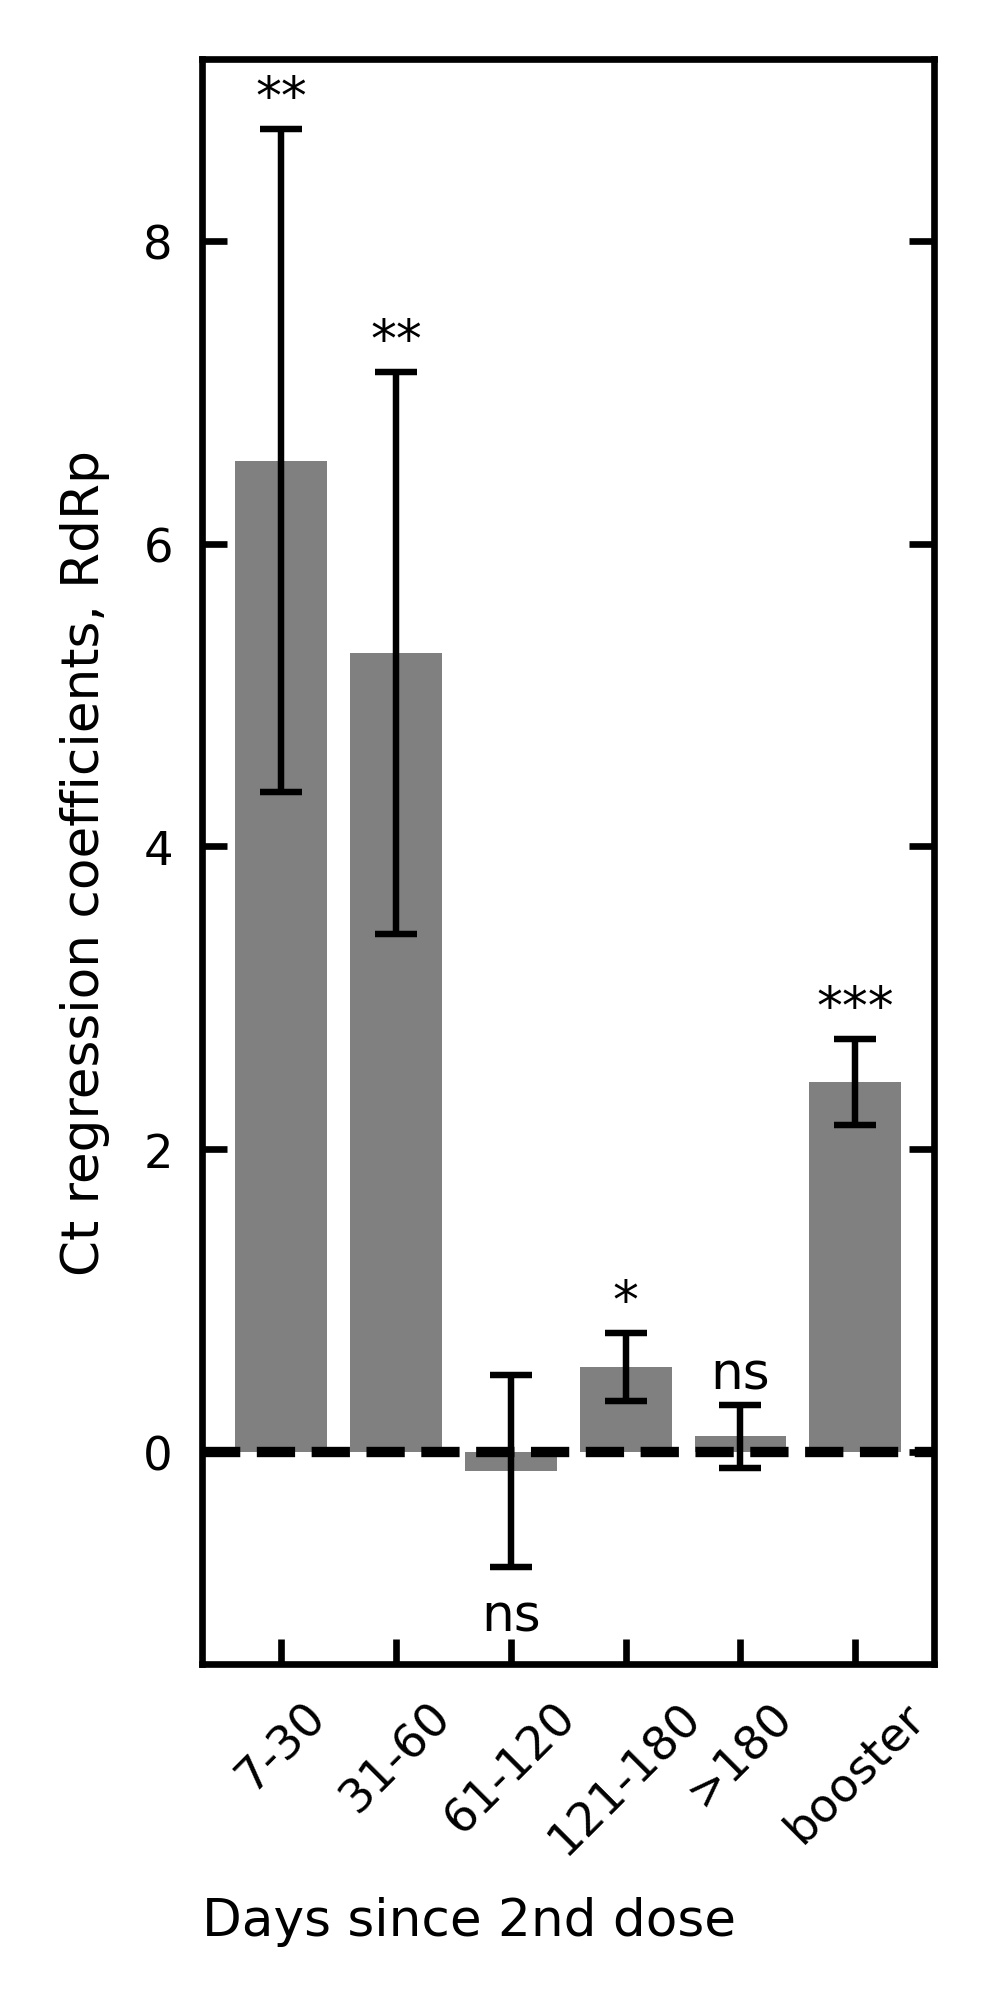 **
8
**
6
4
***
2
*
ns
0
ns
Ct regression coefficients, RdRp
7-30
31-60
61-120
121-180
>180
booster
Days since 2nd dose